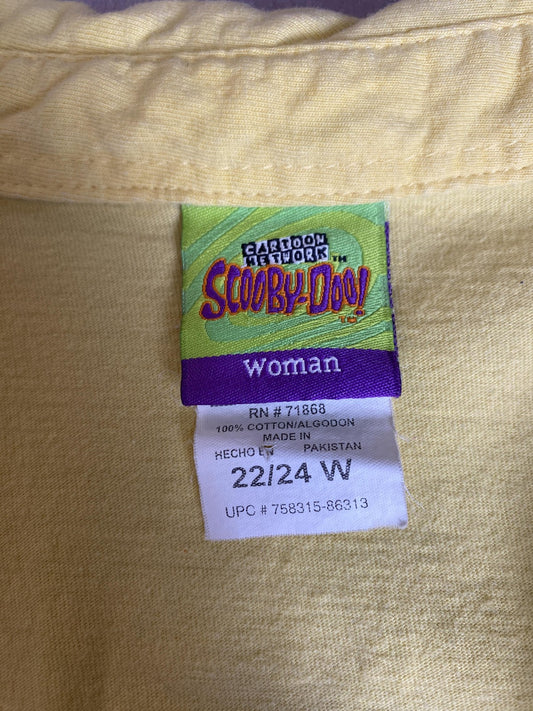 CARTOON
NETWORK
SCOOBY-DOO!™
Woman
RN # 71868
100% COTTON/ALGODON
MADE IN
HECHO EN PAKISTAN
22/24 W
UPC # 758315-86313